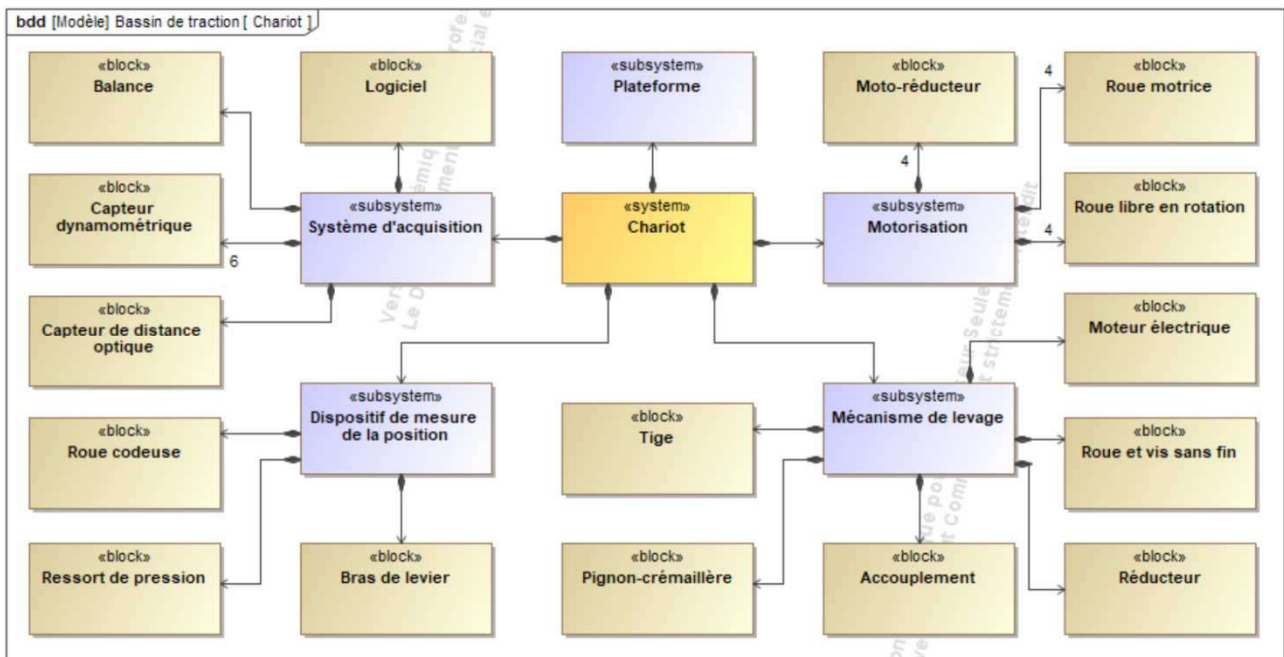 bdd [Modèle] Bassin de traction [ Chariot ]
«block»
Balance
«block»
Logiciel
«subsystem»
Plateforme
«block»
Moto-réducteur
4
«block»
Roue motrice
«block»
Capteur
dynamométrique
6
«subsystem»
Système d'acquisition
«system»
Chariot
4
«subsystem»
Motorisation
«block»
Roue libre en rotation
4
«block»
Capteur de distance
optique
«block»
Moteur électrique
«block»
Roue codeuse
«subsystem»
Dispositif de mesure
de la position
«block»
Tige
«subsystem»
Mécanisme de levage
«block»
Roue et vis sans fin
«block»
Ressort de pression
«block»
Bras de levier
«block»
Pignon-crémaillère
«block»
Accouplement
«block»
Réducteur